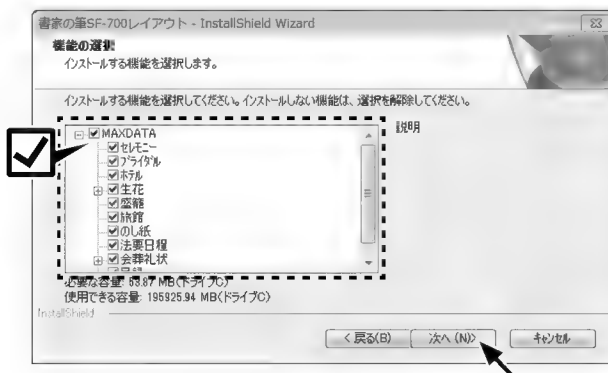 書家の筆SF-700レイアウト - InstallShield Wizard
機能の選択
インストールする機能を選択します。
インストールする機能を選択してください。インストールしない機能は、選択を解除してください。
MAXDATA
セレモニー
ブライダル
ホテル
生花
盛籠
旅館
のし紙
法要日程
会葬礼状
説明
必要な容量: 53.87 MB(ドライブC)
使用できる容量: 195925.94 MB(ドライブC)
InstallShield
< 戻る(B)
次へ (N)>
キャンセル